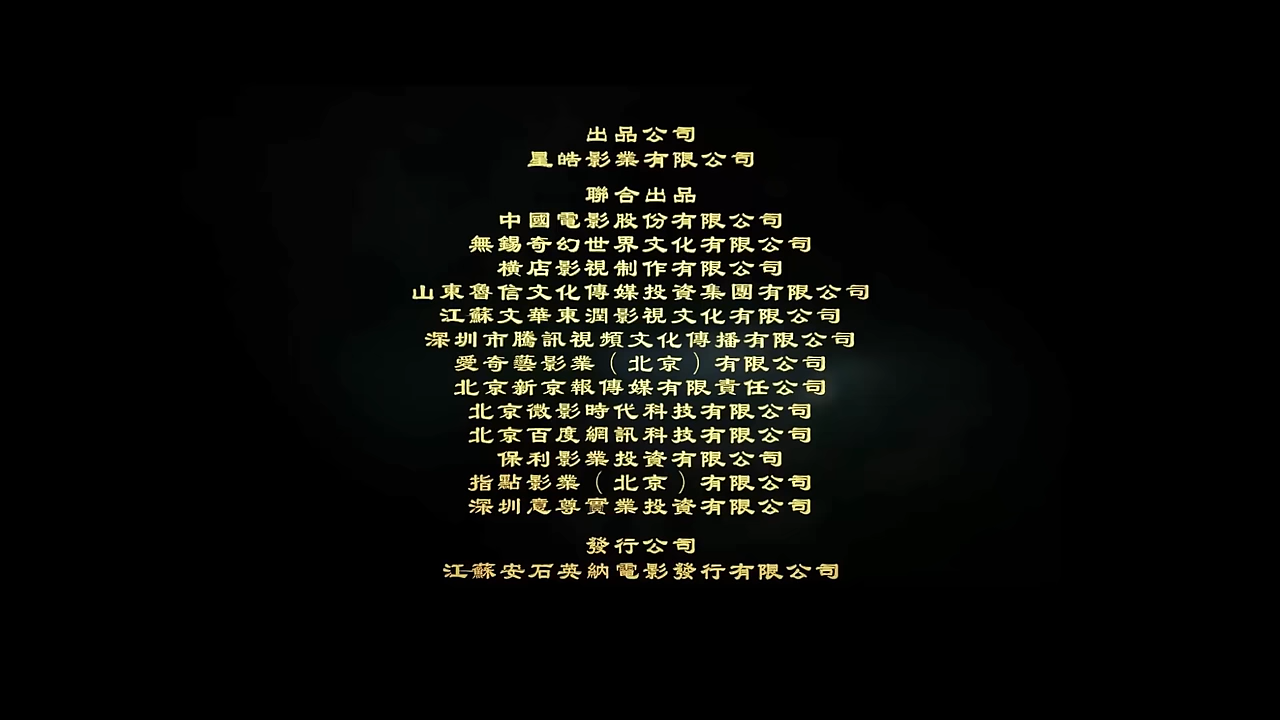 出品公司
星皓影業有限公司
聯合出品
中國電影股份有限公司
無錫奇幻世界文化有限公司
橫店影視制作有限公司
山東魯信文化傳媒投資集團有限公司
江蘇文華東潤影視文化有限公司
深圳市騰訊視頻文化傳播有限公司
愛奇藝影業（北京）有限公司
北京新京報傳媒有限責任公司
北京微影時代科技有限公司
北京百度網訊科技有限公司
保利影業投資有限公司
指點影業（北京）有限公司
深圳意尊實業投資有限公司
發行公司
江蘇安石英納電影發行有限公司